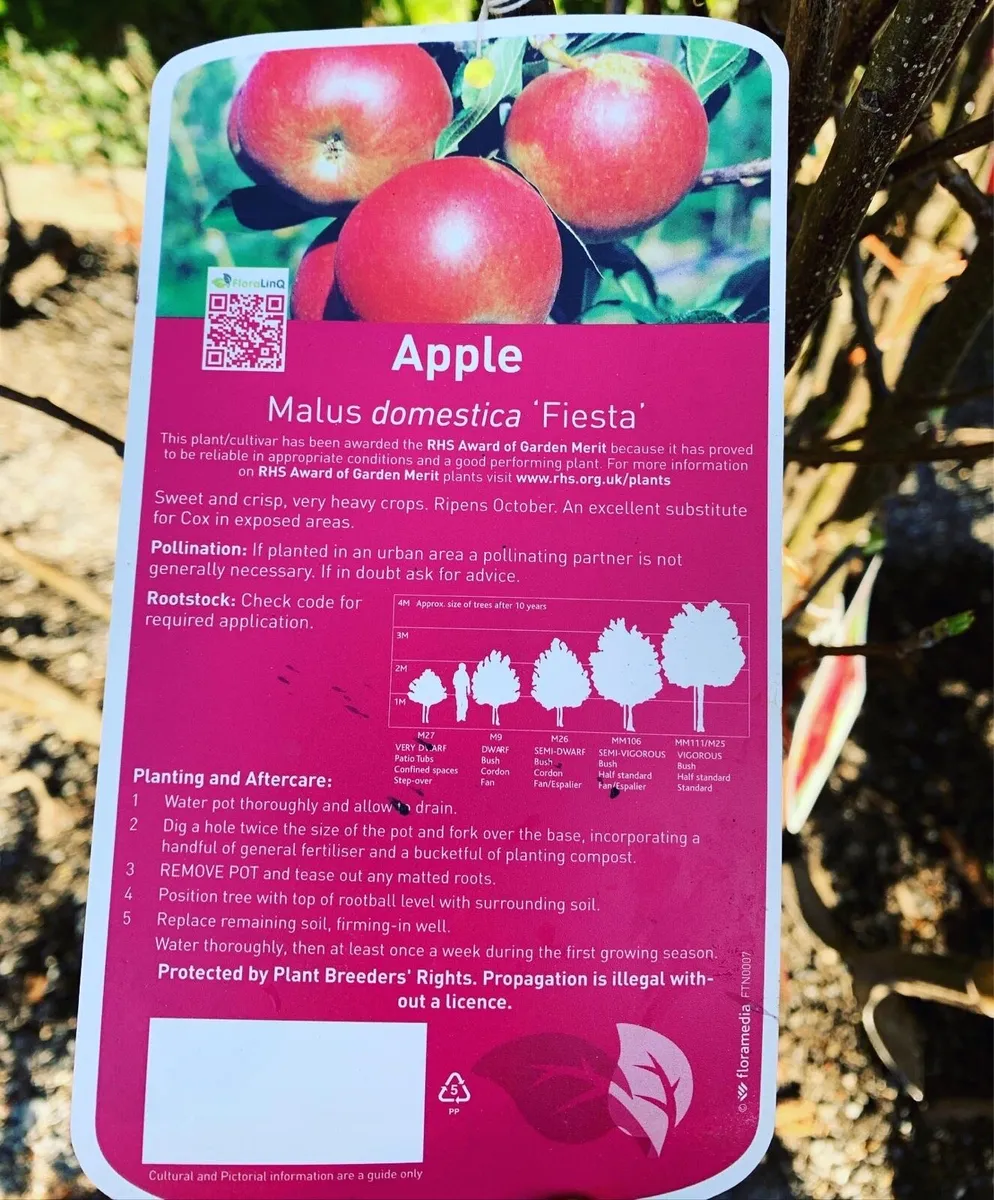 FloraLinQ
Apple
Malus domestica ‘Fiesta’
This plant/cultivar has been awarded the RHS Award of Garden Merit because it has proved
to be reliable in appropriate conditions and a good performing plant. For more information
on RHS Award of Garden Merit plants visit www.rhs.org.uk/plants
Sweet and crisp, very heavy crops. Ripens October. An excellent substitute
for Cox in exposed areas.
Pollination: If planted in an urban area a pollinating partner is not
generally necessary. If in doubt ask for advice.
Rootstock: Check code for
required application.
4M Approx. size of trees after 10 years
3M
2M
1M
M27
VERY DWARF
Patio Tubs
Confined spaces
Step-over
M9
DWARF
Bush
Cordon
Fan
M26
SEMI-DWARF
Bush
Cordon
Fan/Espalier
MM106
SEMI-VIGOROUS
Bush
Half standard
Fan/Espalier
MM111/M25
VIGOROUS
Bush
Half standard
Standard
Planting and Aftercare:
1 Water pot thoroughly and allow to drain.
2 Dig a hole twice the size of the pot and fork over the base, incorporating a
handful of general fertiliser and a bucketful of planting compost.
3 REMOVE POT and tease out any matted roots.
4 Position tree with top of rootball level with surrounding soil.
5 Replace remaining soil, firming-in well.
Water thoroughly, then at least once a week during the first growing season.
Protected by Plant Breeders' Rights. Propagation is illegal with-
out a licence.
5
PP
© floramedia FTN0007
Cultural and Pictorial information are a guide only